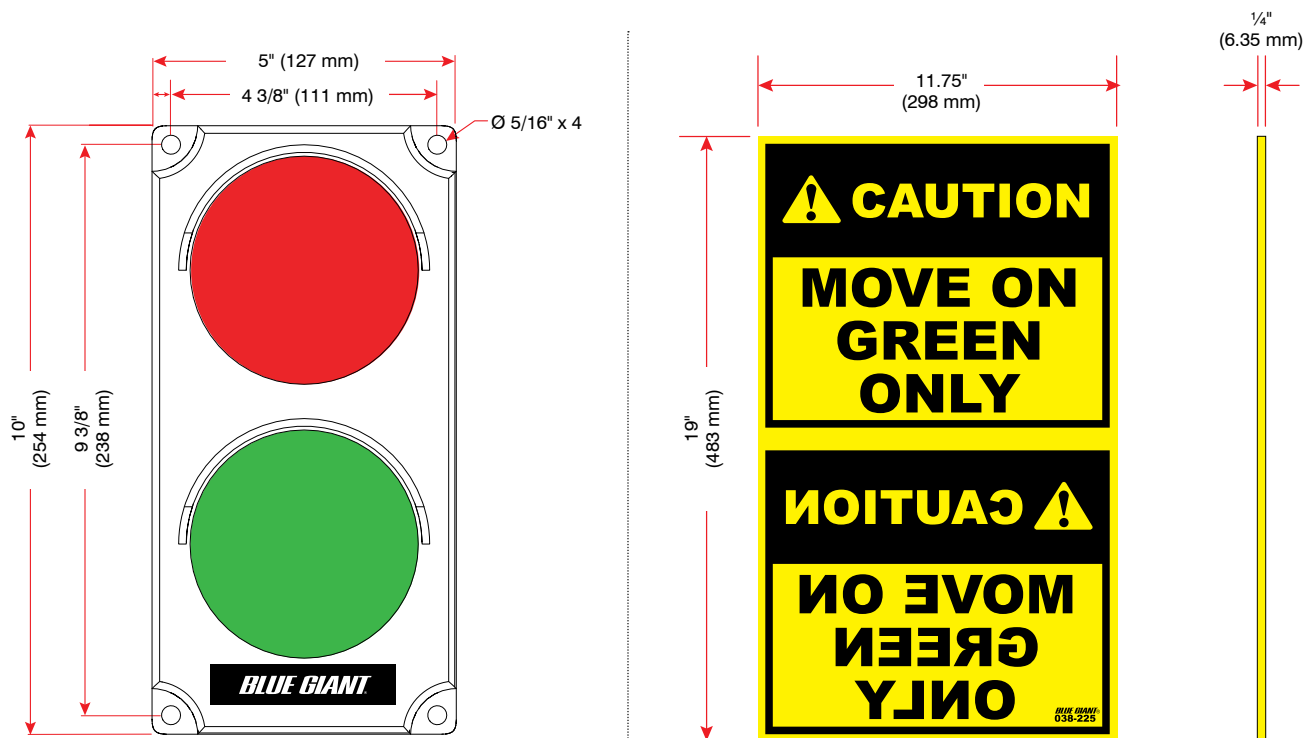 5" (127 mm)
4 3/8" (111 mm)
Ø 5/16" x 4
10"
(254 mm)
9 3/8"
(238 mm)
BLUE GIANT
11.75"
(298 mm)
¼"
(6.35 mm)
19"
(483 mm)
CAUTION
MOVE ON
GREEN
ONLY
CAUTION
MOVE ON
GREEN
ONLY
BLUE GIANT®
038-225